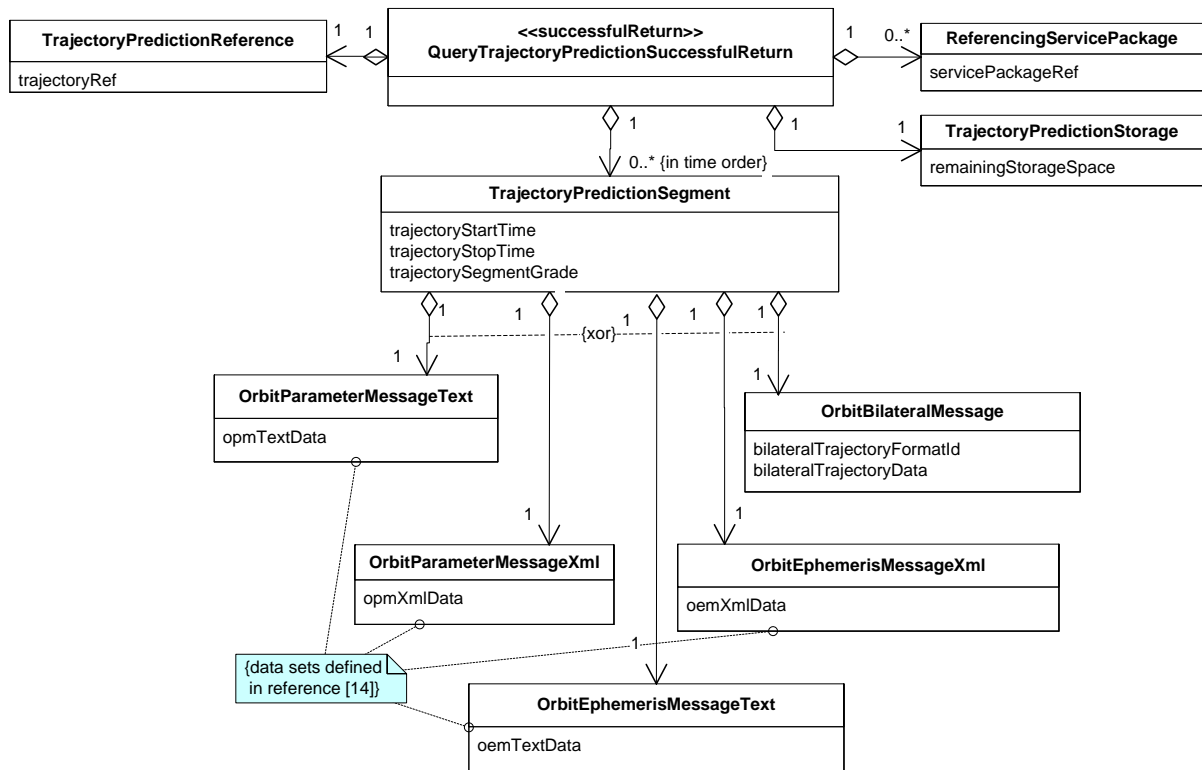 TrajectoryPredictionReference
trajectoryRef
1
1
<<successfulReturn>>
QueryTrajectoryPredictionSuccessfulReturn
1
0..*
ReferencingServicePackage
servicePackageRef
1
1
1
TrajectoryPredictionStorage
remainingStorageSpace
0..* {in time order}
TrajectoryPredictionSegment
trajectoryStartTime
trajectoryStopTime
trajectorySegmentGrade
1
1
1
1
1
{xor}
1
1
OrbitParameterMessageText
opmTextData
OrbitBilateralMessage
bilateralTrajectoryFormatId
bilateralTrajectoryData
1
1
OrbitParameterMessageXml
opmXmlData
OrbitEphemerisMessageXml
oemXmlData
1
{data sets defined
in reference [14]}
OrbitEphemerisMessageText
oemTextData